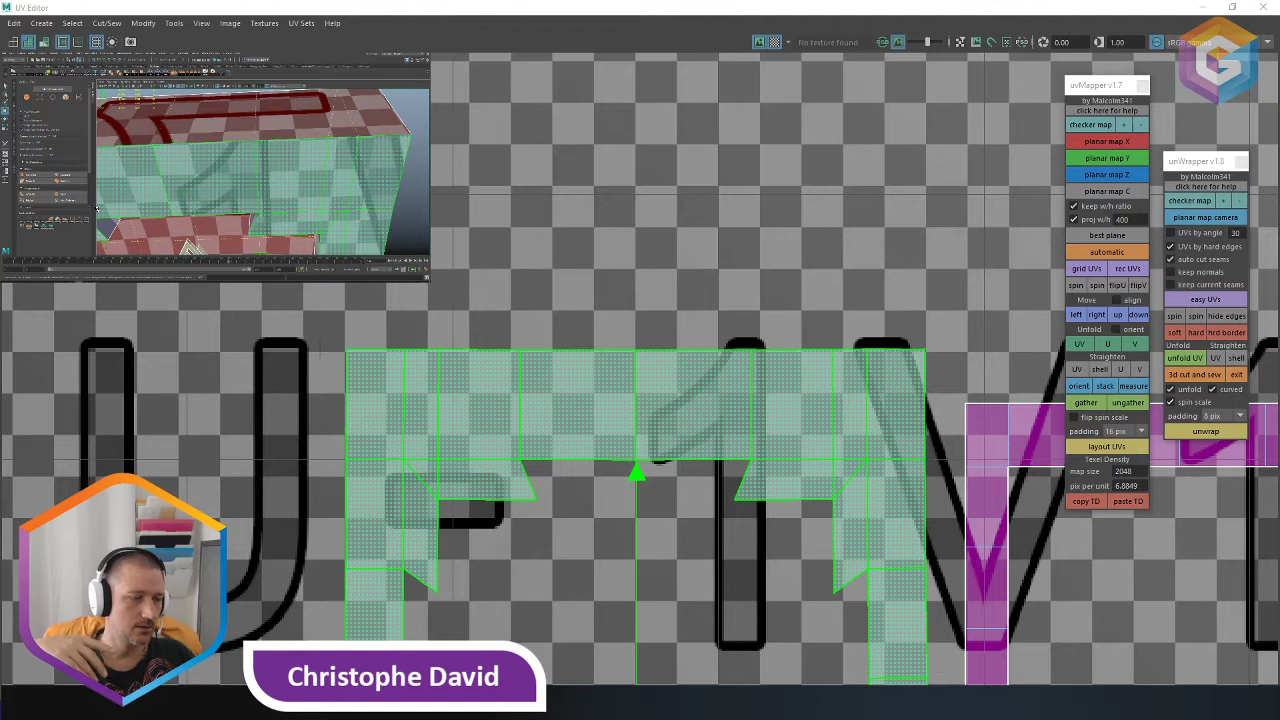 UV Editor
Edit Create Select Cut/Sew Modify Tools View Image Textures UV Sets Help
No texture found 0.00 1.00 sRGB gamma
G
uvMapper v1.7
by Malcolm341
click here for help
checker map + -
planar map X
planar map Y
planar map Z
planar map C
keep w/h ratio
proj w/h 400
best plane
automatic
grid UVs rec UVs
spin spin flipU flipV
Move align
left right up down
Unfold orient
UV U V
Straighten
UV shell U V
orient stack measure
gather ungather
flip spin scale
padding 16 pix
layout UVs
Texel Density
map size 2048
pix per unit 6.8849
copy TD paste TD
unWrapper v1.8
by Malcolm341
click here for help
checker map + -
planar map camera
UVs by angle 30
UVs by hard edges
auto cut seams
keep normals
keep current seams
easy UVs
spin spin hide edges
soft hard hrd border
Unfold Straighten
unfold UV UV shell
3d cut and sew exit
unfold curved
spin scale
padding 8 pix
unwrap
Christophe David